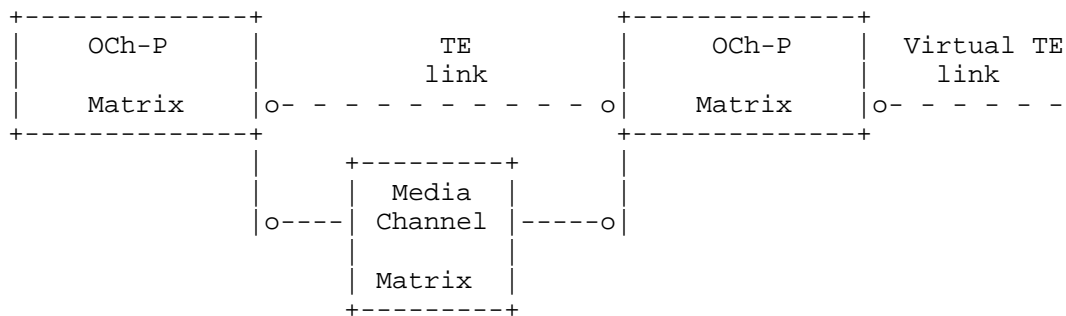 OCh-P TE OCh-P Virtual TE
link link
Matrix Matrix
Media
Channel
Matrix